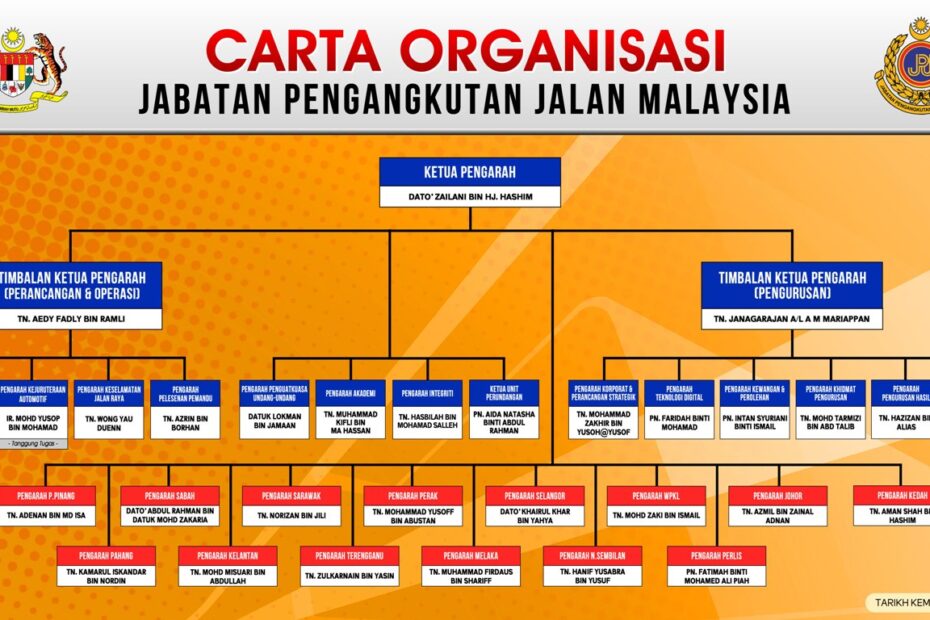 CARTA ORGANISASI
JABATAN PENGANGKUTAN JALAN MALAYSIA
KETUA PENGARAH
DATO' ZAILANI BIN HJ. HASHIM
TIMBALAN KETUA PENGARAH
(PERANCANGAN & OPERASI)
TN. AEDY FADLY BIN RAMLI
TIMBALAN KETUA PENGARAH
(PENGURUSAN)
TN. JANAGARAJAN A/L A M MARIAPPAN
PENGARAH KEJURUTERAAN
AUTOMOTIF
IR. MOHD YUSOP
BIN MOHAMAD
- Tanggung Tugas -
PENGARAH KESELAMATAN
JALAN RAYA
TN. WONG YAU
DUENN
PENGARAH
PELESENAN PEMANDU
TN. AZRIN BIN
BORHAN
PENGARAH PENGUATKUASA
UNDANG-UNDANG
DATUK LOKMAN
BIN JAMAAN
PENGARAH AKADEMI
TN. MUHAMMAD
KIFLI BIN
MA HASSAN
PENGARAH INTEGRITI
TN. HASBILAH BIN
MOHAMAD SALLEH
KETUA UNIT
PERUNDANGAN
PN. AIDA NATASHA
BINTI ABDUL
RAHMAN
PENGARAH KORPORAT &
PERANCANGAN STRATEGIK
TN. MOHAMMAD
ZAKHIR BIN
YUSOH@YUSOF
PENGARAH
TEKNOLOGI DIGITAL
PN. FARIDAH BINTI
MOHAMAD
PENGARAH KEWANGAN &
PEROLEHAN
PN. INTAN SYURIANI
BINTI ISMAIL
PENGARAH KHIDMAT
PENGURUSAN
TN. MOHD TARMIZI
BIN ABD TALIB
PENGARAH
PENGURUSAN HASIL
TN. HAZIZAN BIN
ALIAS
PENGARAH P.PINANG
TN. ADENAN BIN MD ISA
PENGARAH SABAH
DATO' ABDUL RAHMAN BIN
DATUK MOHD ZAKARIA
PENGARAH SARAWAK
TN. NORIZAN BIN JILI
PENGARAH PERAK
TN. MOHAMMAD YUSOFF
BIN ABUSTAN
PENGARAH SELANGOR
DATO' KHAIRUL KHAR
BIN YAHYA
PENGARAH WPKL
TN. MOHD ZAKI BIN ISMAIL
PENGARAH JOHOR
TN. AZMIL BIN ZAINAL
ADNAN
PENGARAH KEDAH
TN. AMAN SHAH BIN
HASHIM
PENGARAH PAHANG
TN. KAMARUL ISKANDAR
BIN NORDIN
PENGARAH KELANTAN
TN. MOHD MISUARI BIN
ABDULLAH
PENGARAH TERENGGANU
TN. ZULKARNAIN BIN YASIN
PENGARAH MELAKA
TN. MUHAMMAD FIRDAUS
BIN SHARIFF
PENGARAH N.SEMBILAN
TN. HANIF YUSABRA
BIN YUSUF
PENGARAH PERLIS
PN. FATIMAH BINTI
MOHAMED ALI PIAH
TARIKH